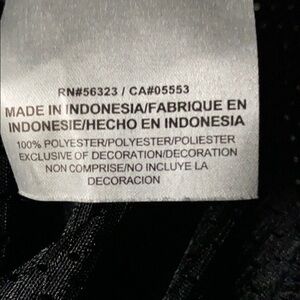 RN#56323 / CA#05553
MADE IN INDONESIA/FABRIQUE EN
INDONESIE/HECHO EN INDONESIA
100% POLYESTER/POLYESTER/POLIESTER
EXCLUSIVE OF DECORATION/DECORATION
NON COMPRISE/NO INCLUYE LA
DECORACION